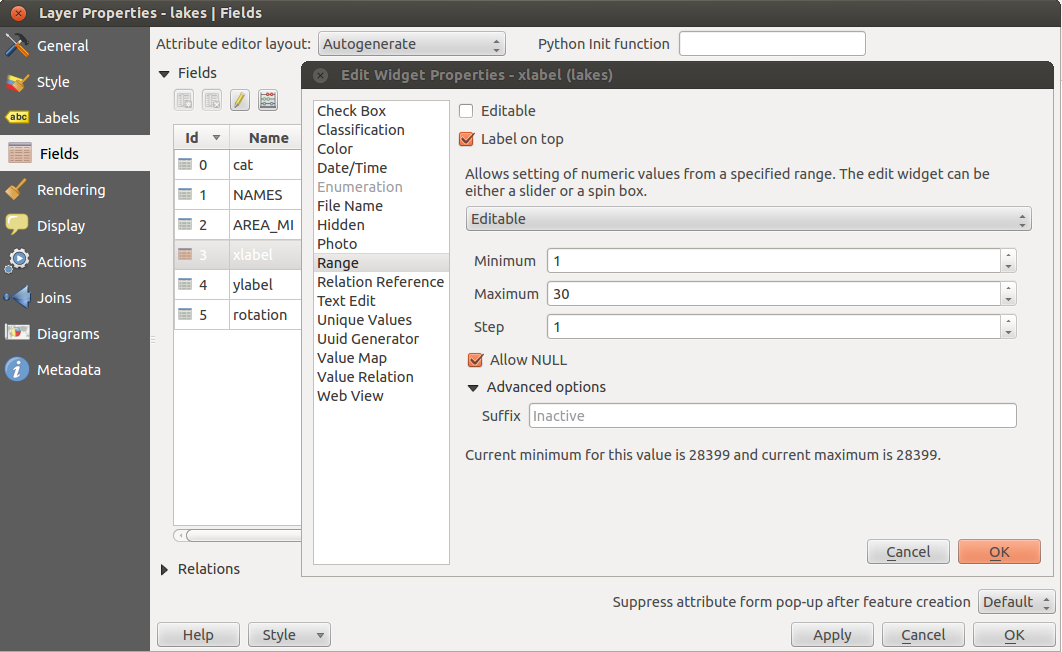 Layer Properties - lakes | Fields
General
Style
Labels
Fields
Rendering
Display
Actions
Joins
Diagrams
Metadata
Attribute editor layout: Autogenerate Python Init function
Fields
Id Name
0 cat
1 NAMES
2 AREA_MI
3 xlabel
4 ylabel
5 rotation
Relations
Edit Widget Properties - xlabel (lakes)
Check Box
Classification
Color
Date/Time
Enumeration
File Name
Hidden
Photo
Range
Relation Reference
Text Edit
Unique Values
Uuid Generator
Value Map
Value Relation
Web View
Editable
Label on top
Allows setting of numeric values from a specified range. The edit widget can be
either a slider or a spin box.
Editable
Minimum 1
Maximum 30
Step 1
Allow NULL
Advanced options
Suffix Inactive
Current minimum for this value is 28399 and current maximum is 28399.
Cancel OK
Suppress attribute form pop-up after feature creation Default
Help Style Apply Cancel OK
abc